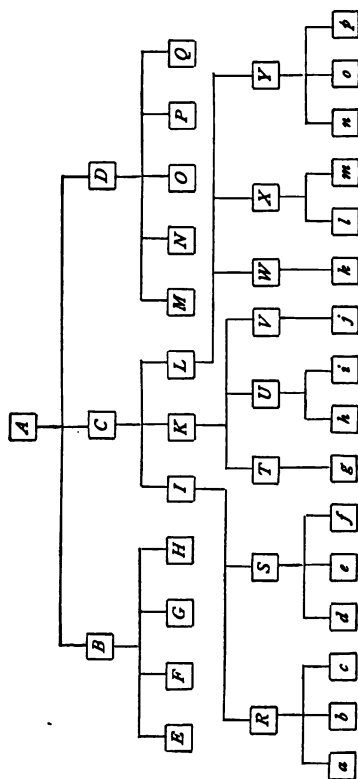 A
B C D
E F G H I K L M N O P Q
R S T U V W X Y
a b c d e f g h i j k l m n o p